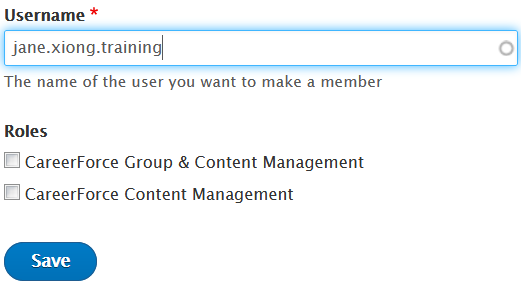 Username *
jane.xiong.training
The name of the user you want to make a member
Roles
CareerForce Group & Content Management
CareerForce Content Management
Save